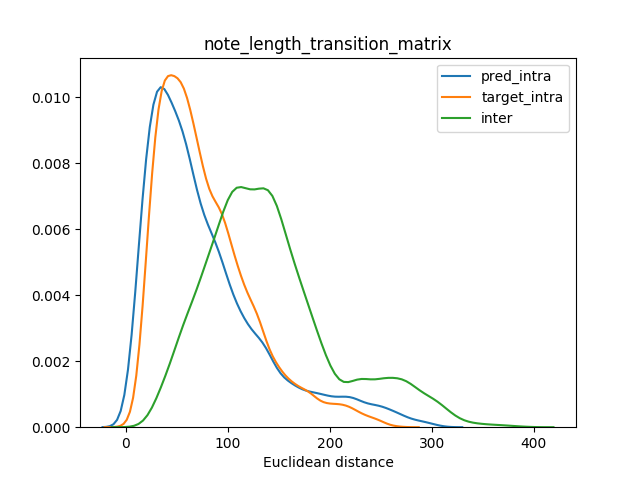 note_length_transition_matrix
pred_intra
target_intra
inter
0.010
0.008
0.006
0.004
0.002
0.000
0 100 200 300 400
Euclidean distance